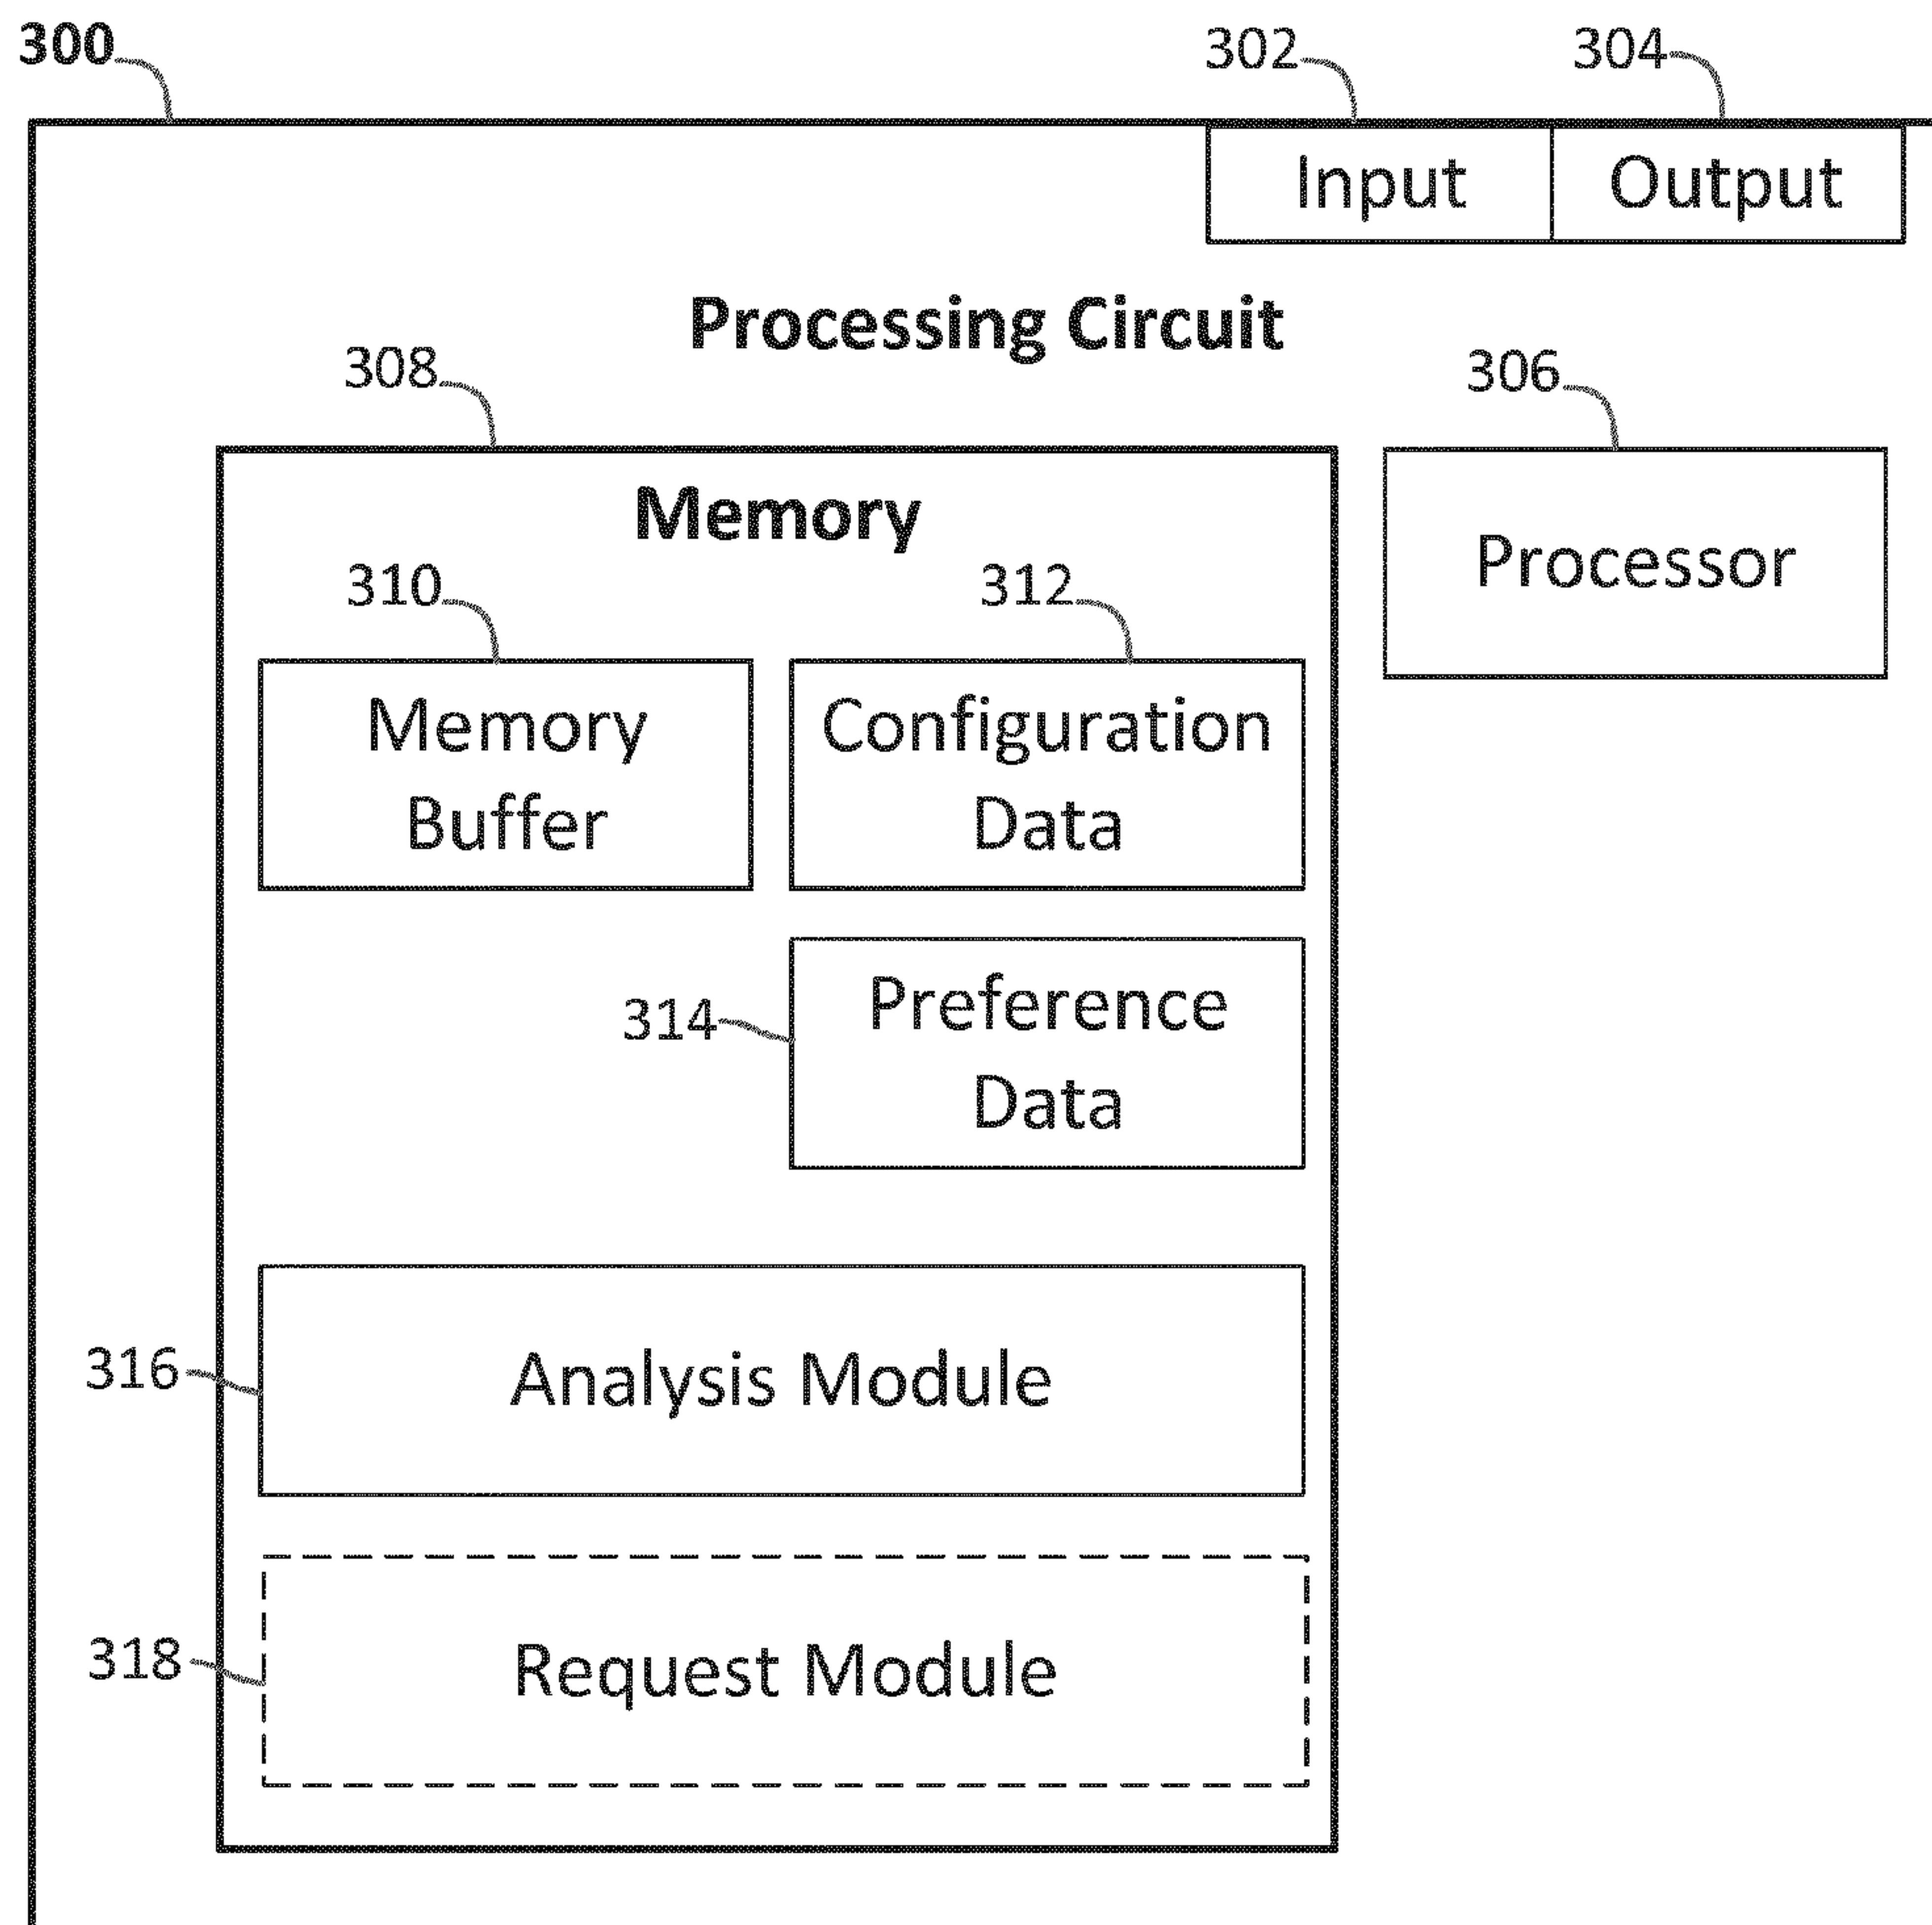 300
302
304
Input
Output
Processing Circuit
308
306
Memory
Processor
310
312
Memory
Buffer
Configuration
Data
314
Preference
Data
316
Analysis Module
318
Request Module